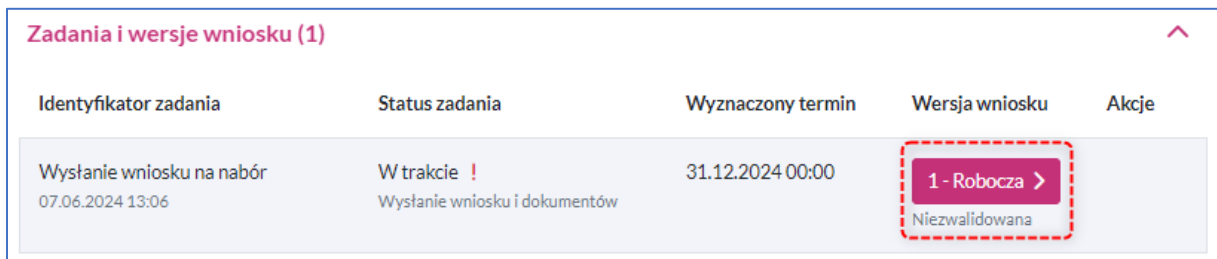 Zadania i wersje wniosku (1)
Identyfikator zadania Status zadania Wyznaczony termin Wersja wniosku Akcje
Wysłanie wniosku na nabór W trakcie ! 31.12.2024 00:00 1 - Robocza >
07.06.2024 13:06 Wysłanie wniosku i dokumentów Niezwalidowana